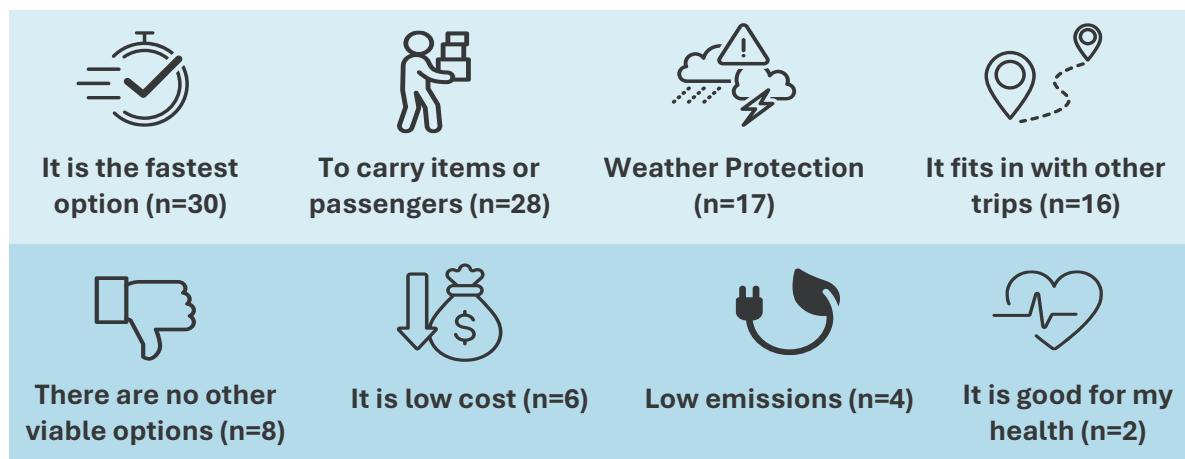 It is the fastest
option (n=30)
To carry items or
passengers (n=28)
Weather Protection
(n=17)
It fits in with other
trips (n=16)
There are no other
viable options (n=8)
$
It is low cost (n=6)
Low emissions (n=4)
It is good for my
health (n=2)